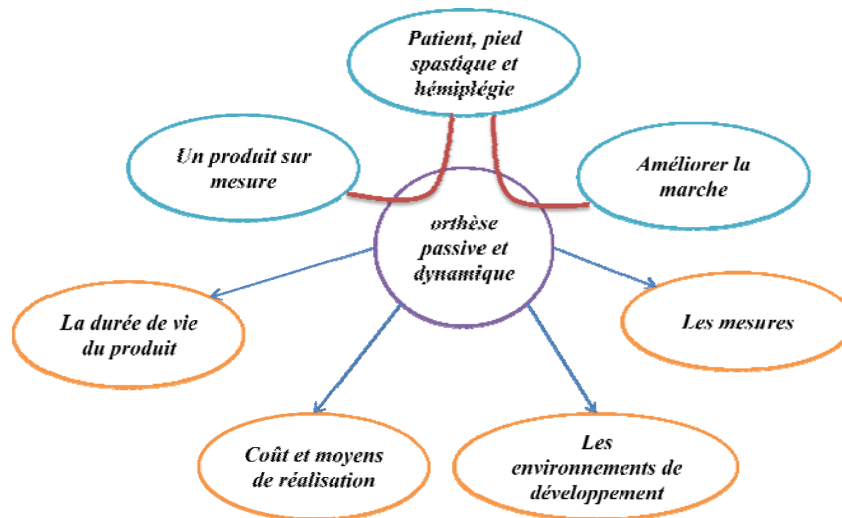 Patient, pied
spastique et
hémiplégie
Un produit sur
mesure
Améliorer la
marche
orthèse
passive et
dynamique
La durée de vie
du produit
Les mesures
Coût et moyens
de réalisation
Les
environnements de
développement